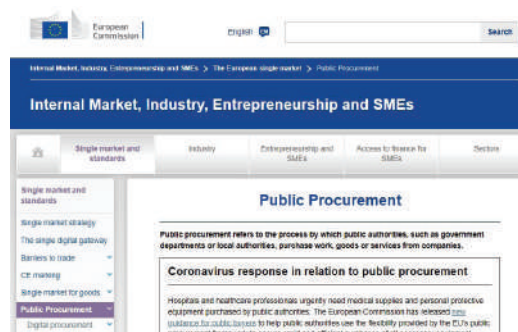 European
Commission
English EN
Search
Internal Market, Industry, Entrepreneurship and SMEs > The European single market > Public Procurement
Internal Market, Industry, Entrepreneurship and SMEs
Single market and
standards
Industry
Entrepreneurship and
SMEs
Access to finance for
SMEs
Sectors
Single market and
standards
Single market strategy
The single digital gateway
Barriers to trade
CE marking
Single market for goods
Public Procurement
Digital procurement
Public Procurement
Public procurement refers to the process by which public authorities, such as government
departments or local authorities, purchase work, goods or services from companies.
Coronavirus response in relation to public procurement
Hospitals and healthcare professionals urgently need medical supplies and personal protective
equipment purchased by public authorities. The European Commission has released new
guidance for public buyers to help public authorities use the flexibility provided by the EU's public